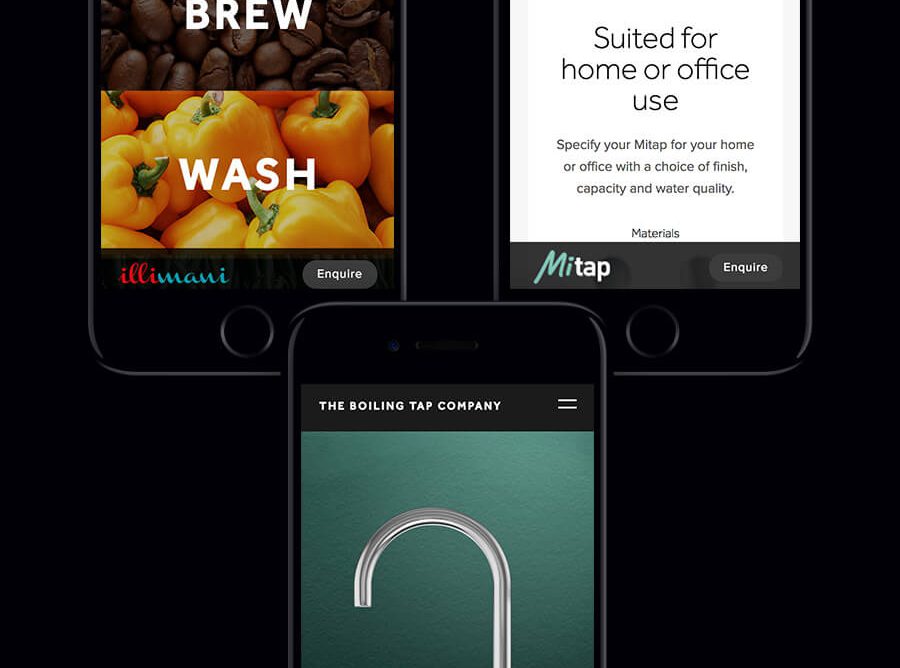 BREW
WASH
illimani
Enquire
Suited for
home or office
use
Specify your Mitap for your home
or office with a choice of finish,
capacity and water quality.
Materials
Mitap
Enquire
THE BOILING TAP COMPANY